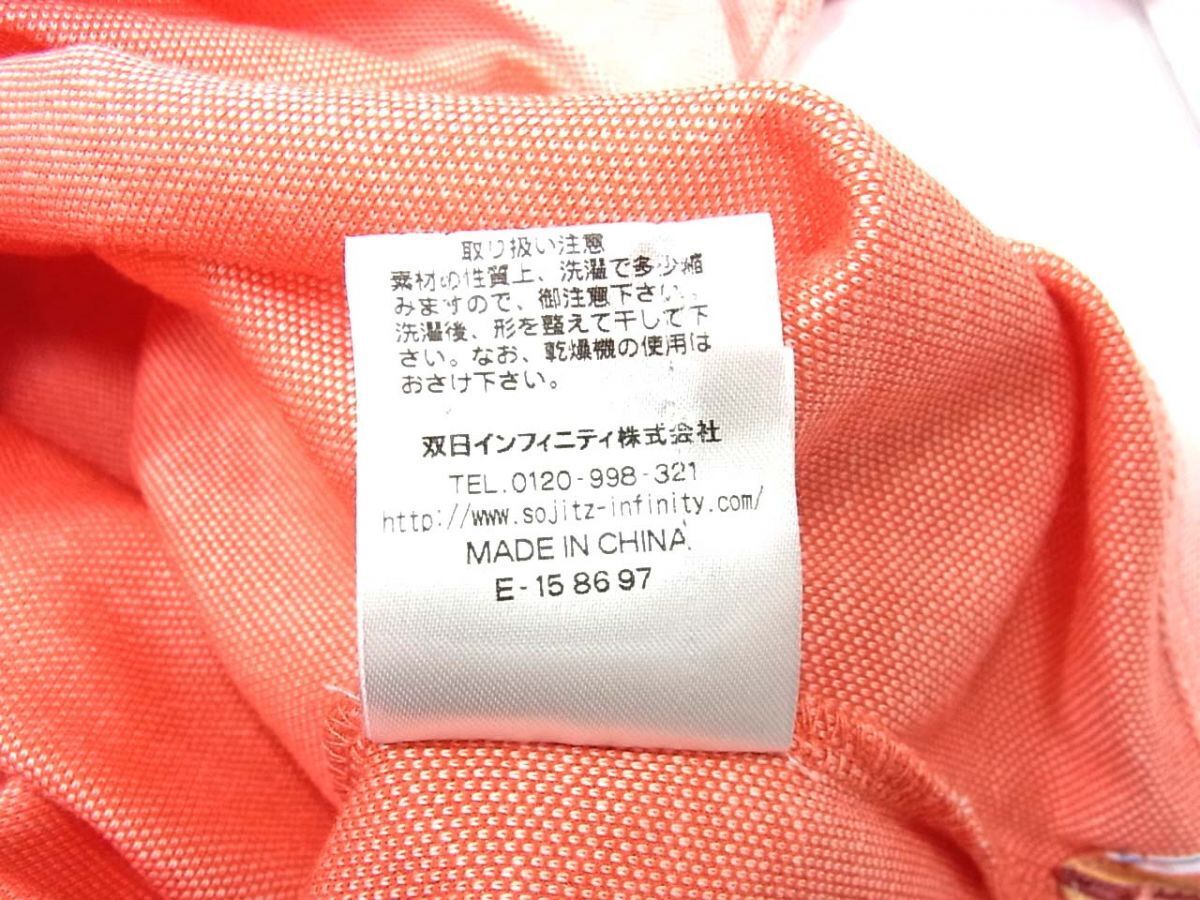 取り扱い注意
素材の性質上、洗濯で多少縮
みますので、御注意下さい。
洗濯後、形を整えて干して下
さい。なお、乾燥機の使用は
おさけ下さい。
双日インフィニティ株式会社
TEL.0120-998-321
http://www.sojitz-infinity.com/
MADE IN CHINA
E-158697